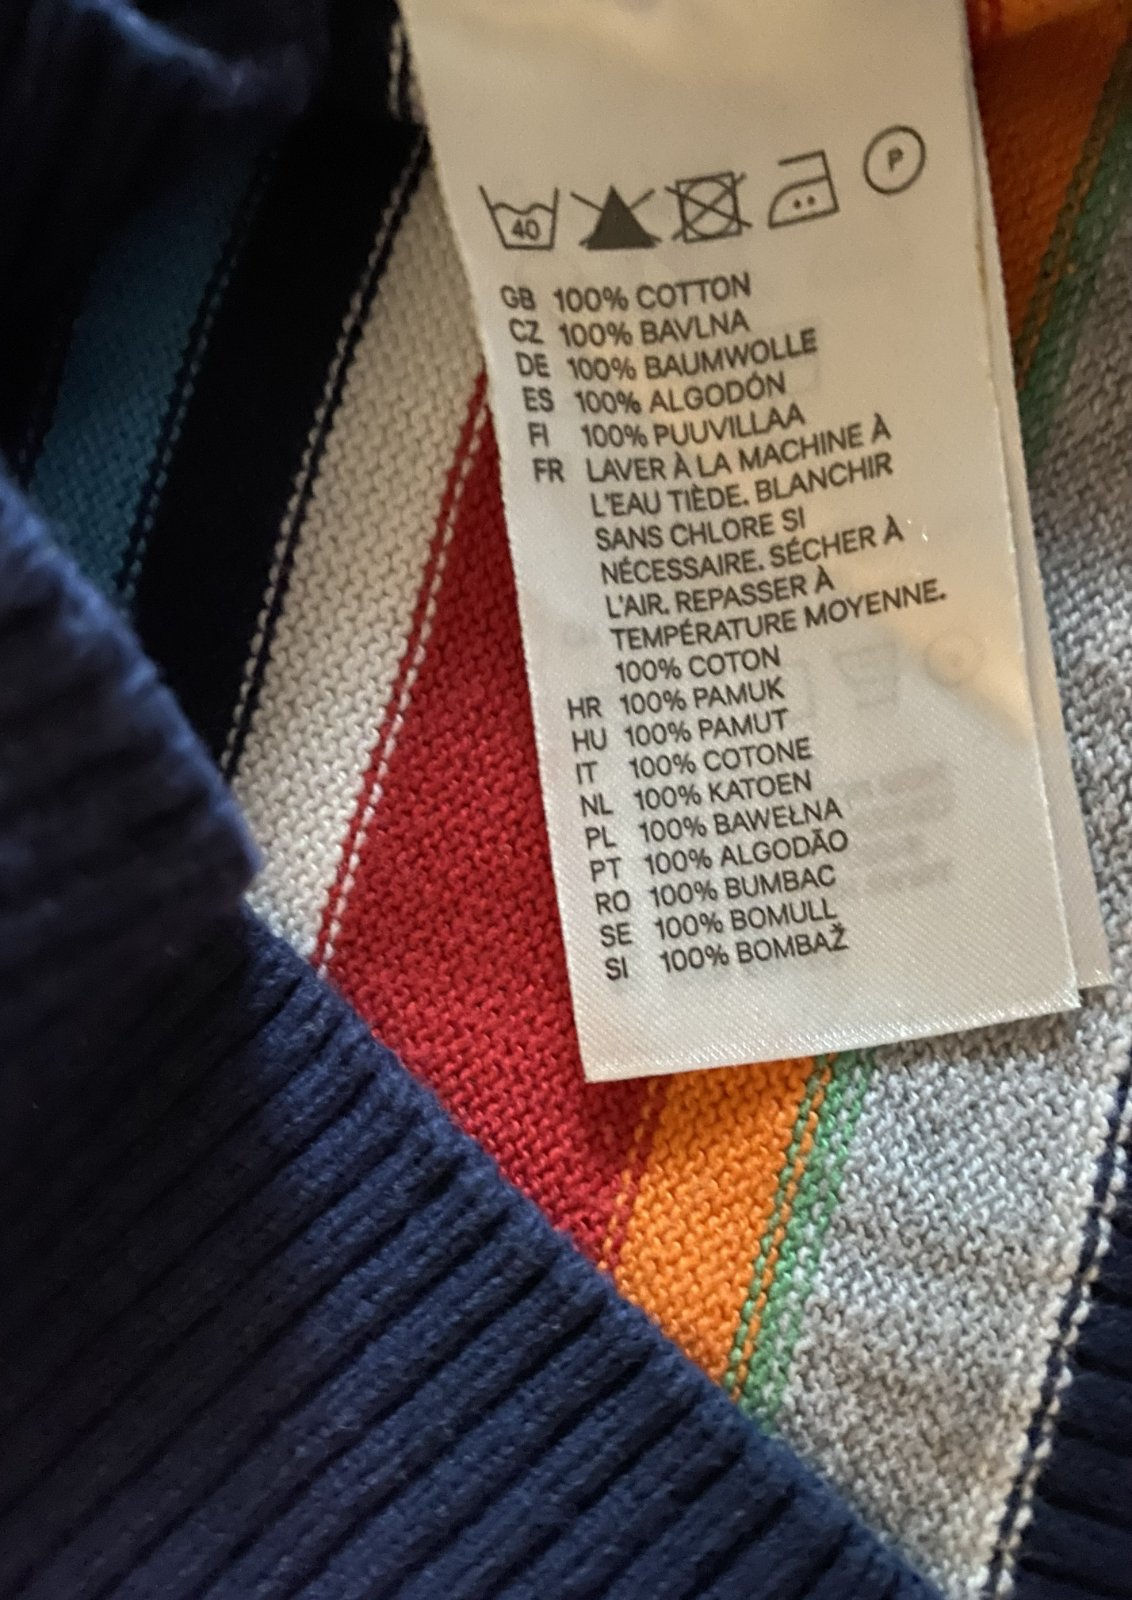 40
P
GB 100% COTTON
CZ 100% BAVLNA
DE 100% BAUMWOLLE
ES 100% ALGODÓN
FI 100% PUUVILLAA
FR LAVER À LA MACHINE À
L'EAU TIÈDE. BLANCHIR
SANS CHLORE SI
NÉCESSAIRE. SÉCHER À
L'AIR. REPASSER À
TEMPÉRATURE MOYENNE.
100% COTON
HR 100% PAMUK
HU 100% PAMUT
IT 100% COTONE
NL 100% KATOEN
PL 100% BAWEŁNA
PT 100% ALGODÃO
RO 100% BUMBAC
SE 100% BOMULL
SI 100% BOMBAŽ